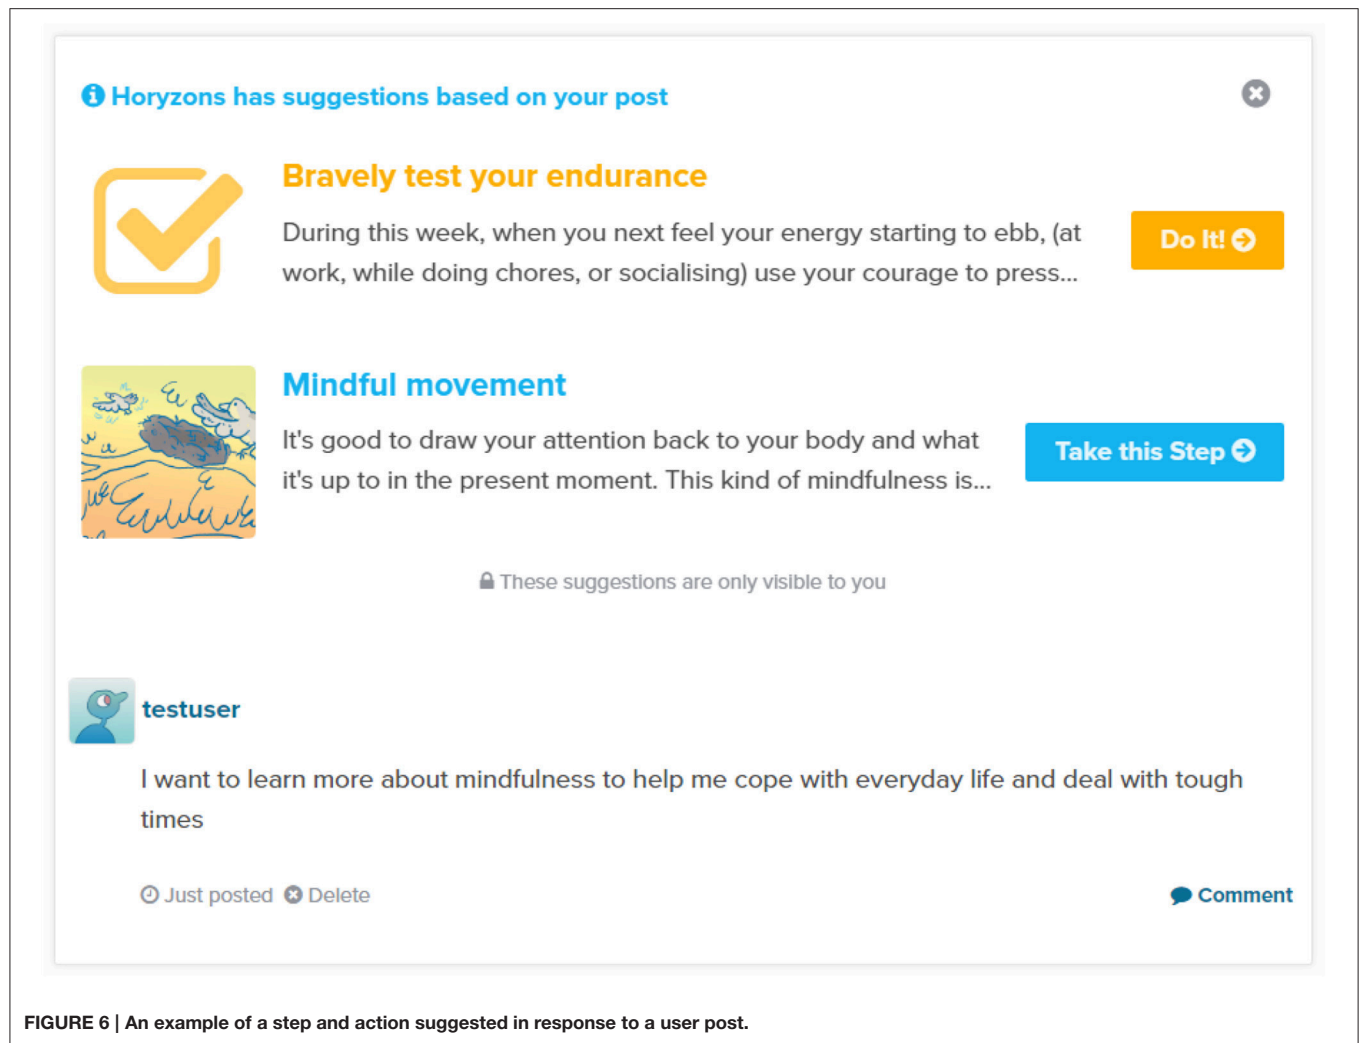 Horyzons has suggestions based on your post
Bravely test your endurance
During this week, when you next feel your energy starting to ebb, (at
work, while doing chores, or socialising) use your courage to press...
Do It!
Mindful movement
It's good to draw your attention back to your body and what
it's up to in the present moment. This kind of mindfulness is...
Take this Step
These suggestions are only visible to you
testuser
I want to learn more about mindfulness to help me cope with everyday life and deal with tough
times
Just posted Delete
Comment
FIGURE 6 | An example of a step and action suggested in response to a user post.